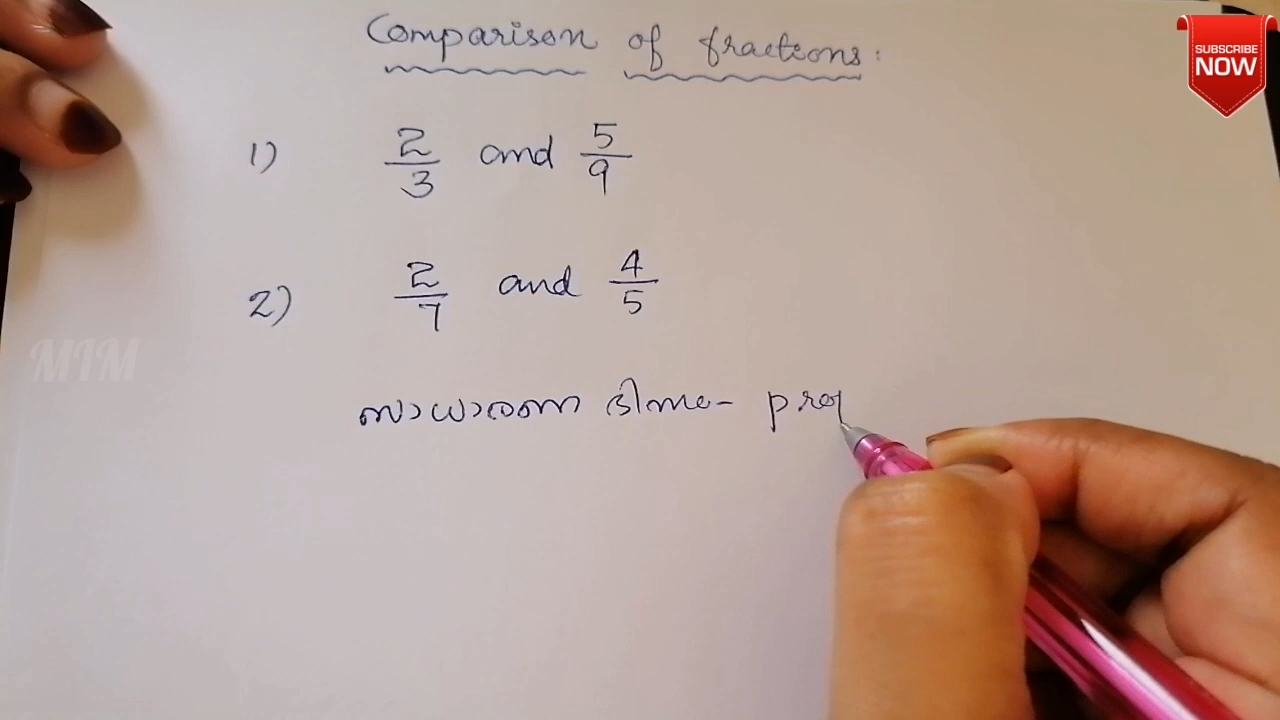 Comparison of fractions:
SUBSCRIBE
NOW
1) 2/3 and 5/9
2) 2/7 and 4/5
MIM
സാധാരണ ഭിന്നം- prop